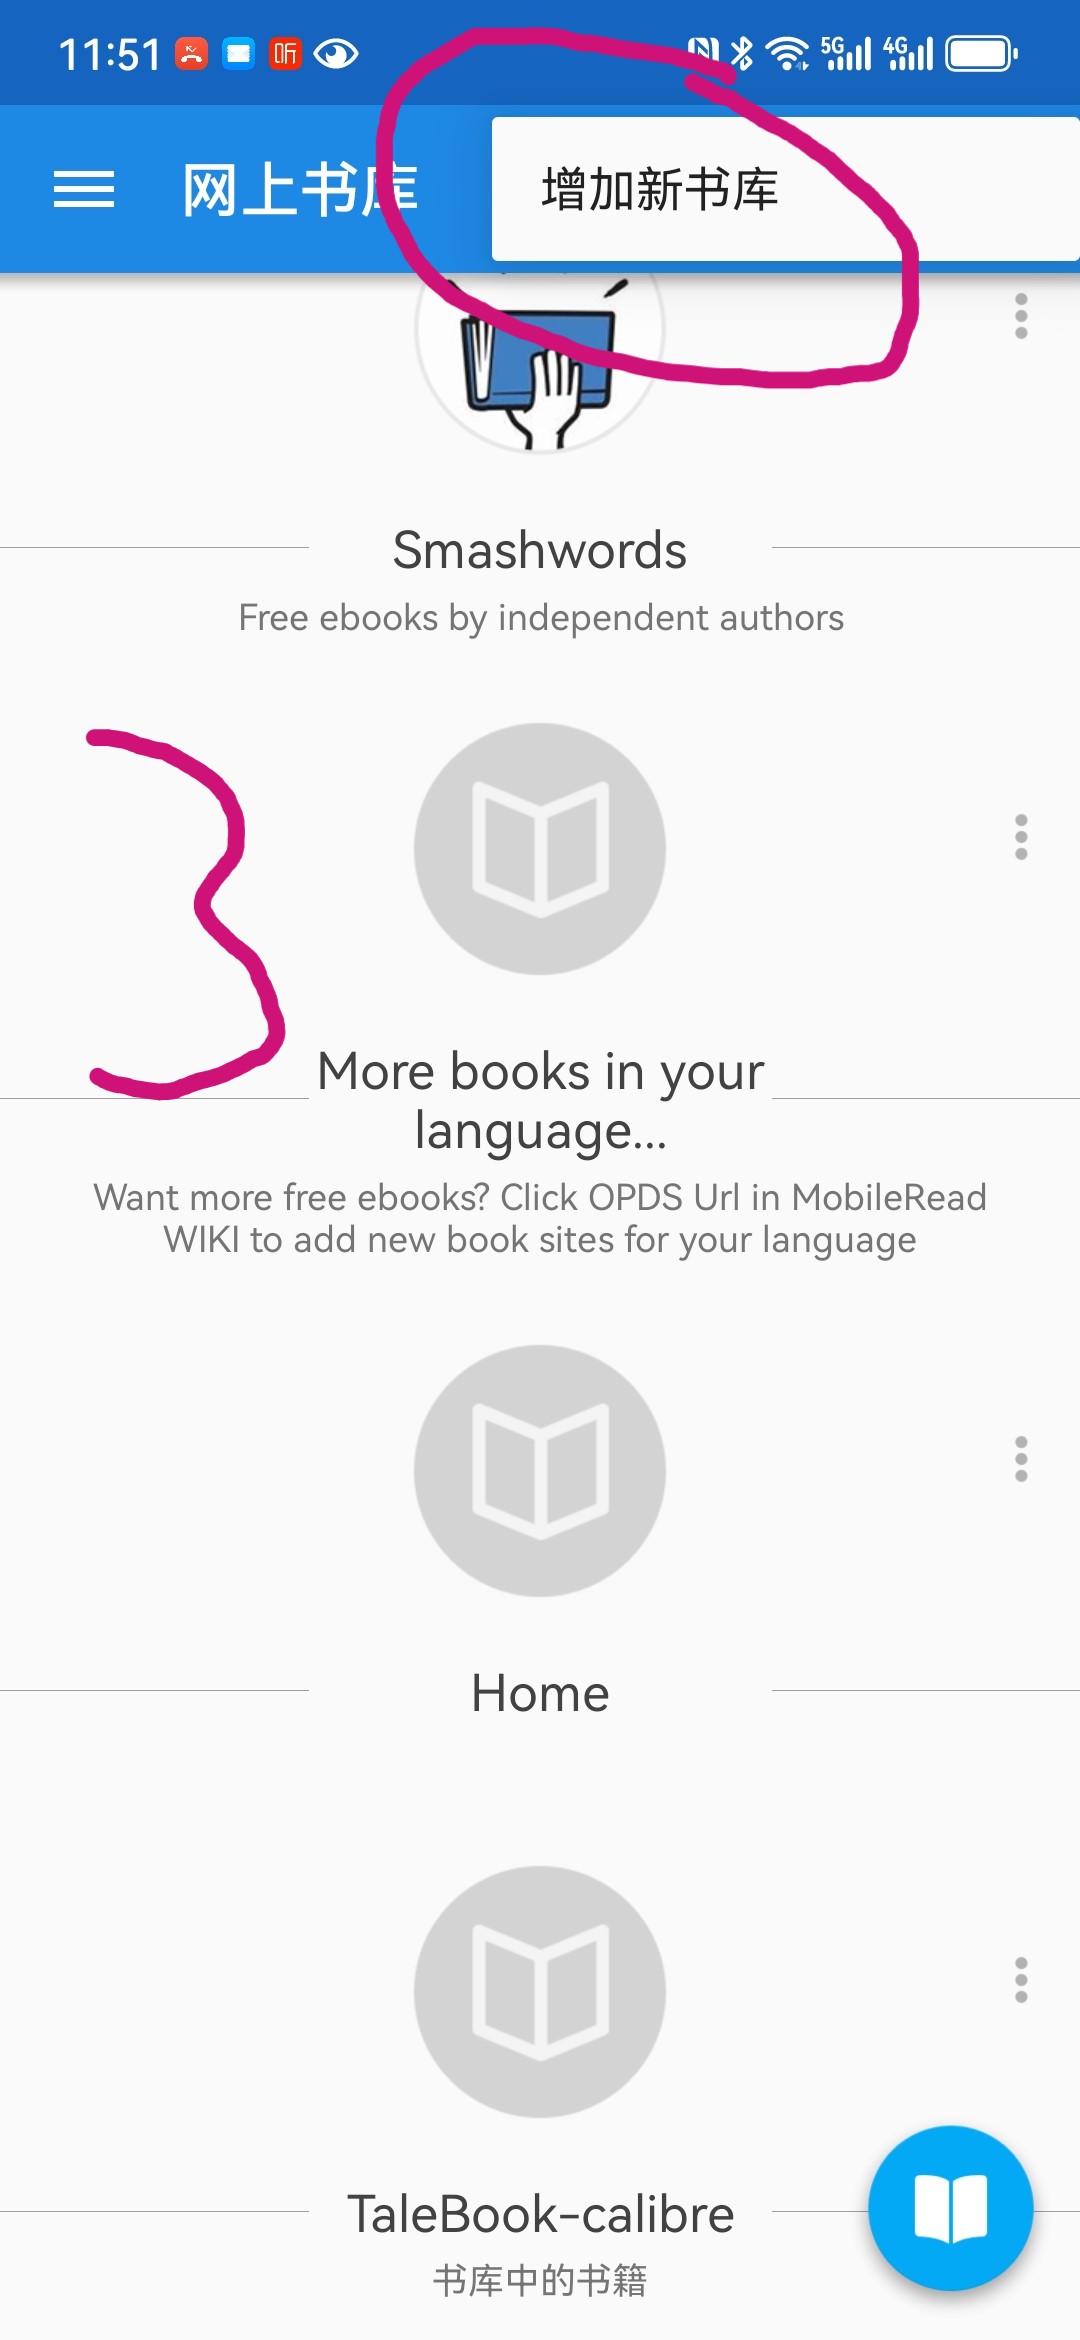 11:51 听 5G 4G
网上书库
增加新书库
Smashwords
Free ebooks by independent authors
3
More books in your
language...
Want more free ebooks? Click OPDS Url in MobileRead
WIKI to add new book sites for your language
Home
TaleBook-calibre
书库中的书籍